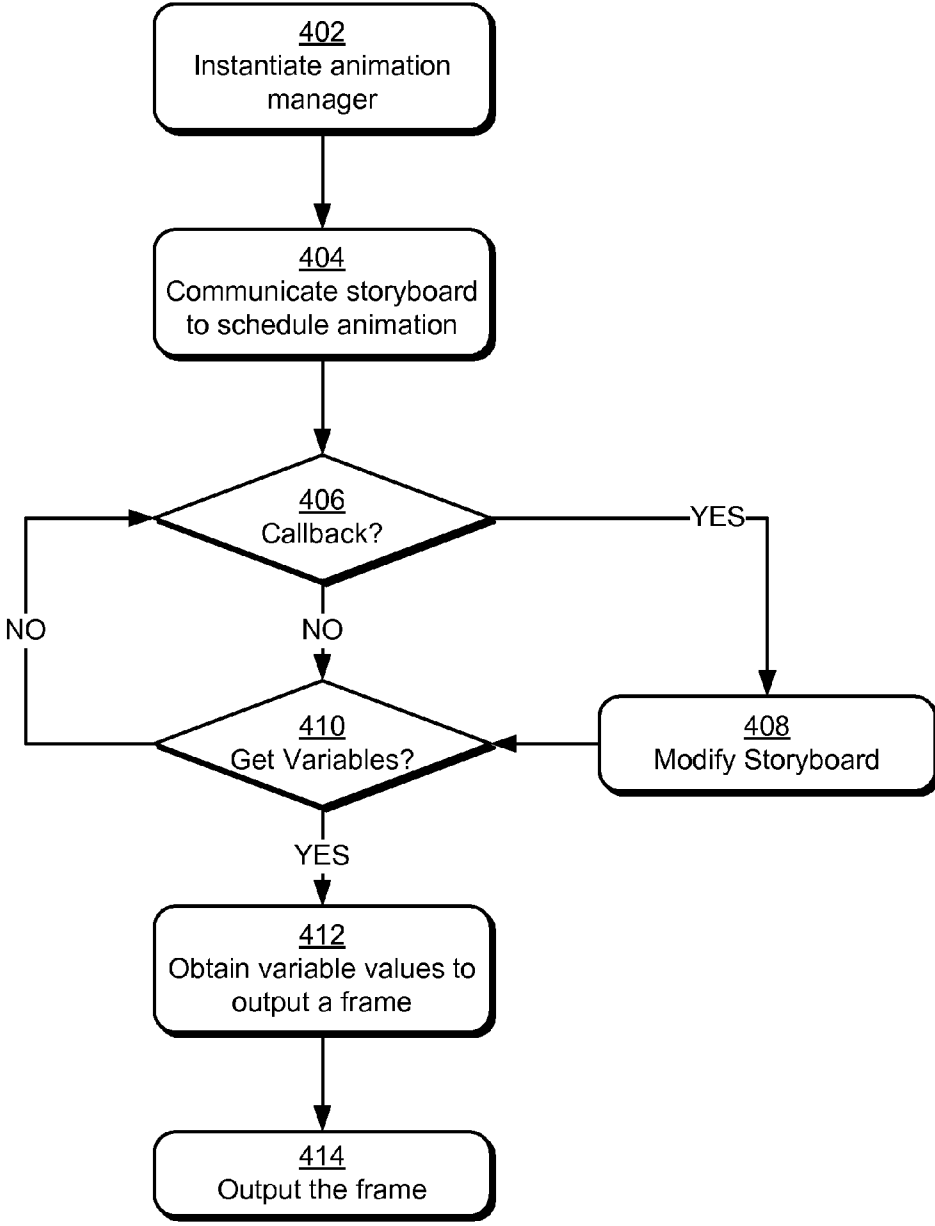 402
Instantiate animation
manager
404
Communicate storyboard
to schedule animation
406
Callback?
YES
NO
NO
410
Get Variables?
408
Modify Storyboard
YES
412
Obtain variable values to
output a frame
414
Output the frame